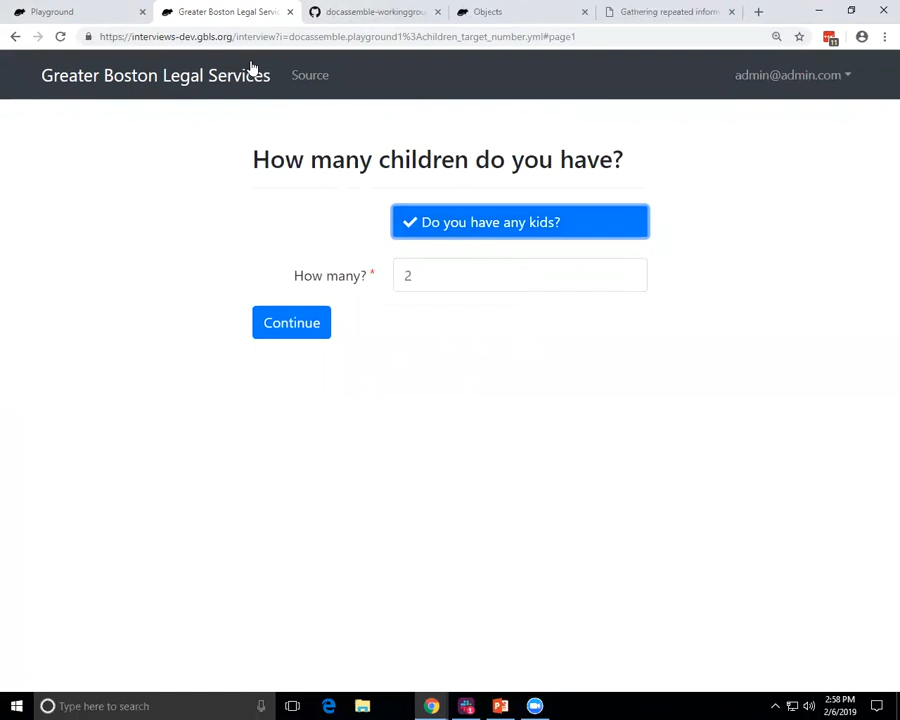 Playground
Greater Boston Legal Servic
docassemble-workinggrou
Objects
Gathering repeated inform
https://interviews-dev.gbls.org/interview?i=docassemble.playground1%3Achildren_target_number.yml#page1
11
Greater Boston Legal Services
Source
admin@admin.com
How many children do you have?
Do you have any kids?
How many? *
2
Continue
Type here to search
2:58 PM
2/6/2019